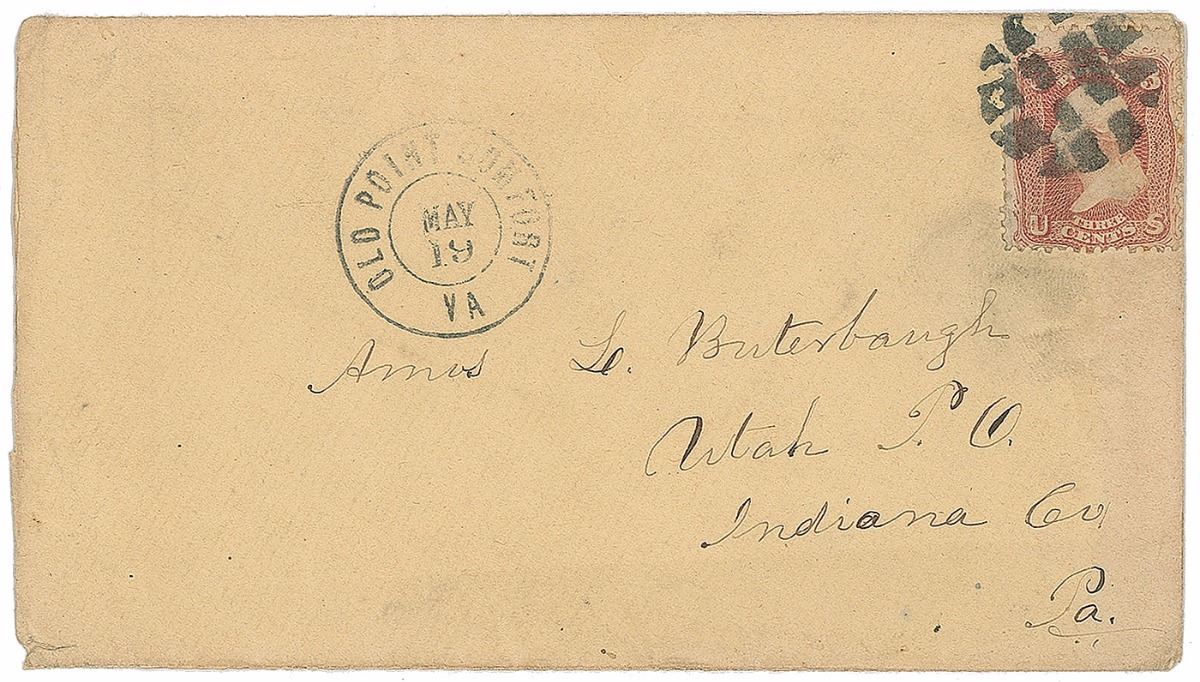 OLD POINT COMFORT
MAY
19
VA
U THREE S
CENTS
Amos L. Buterbaugh
Utah P. O.
Indiana Co
Pa.